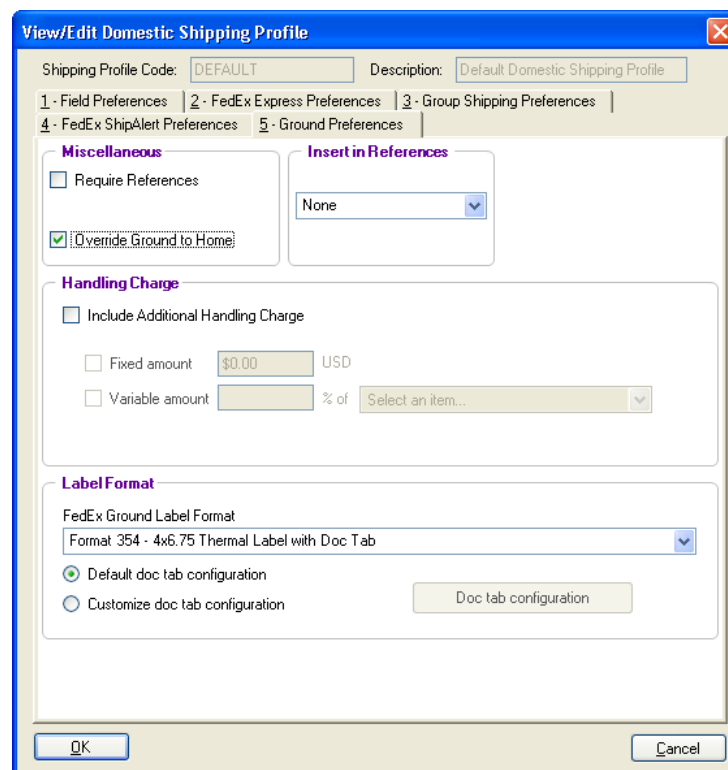 View/Edit Domestic Shipping Profile
Shipping Profile Code: DEFAULT Description: Default Domestic Shipping Profile
1 - Field Preferences 2 - FedEx Express Preferences 3 - Group Shipping Preferences
4 - FedEx ShipAlert Preferences 5 - Ground Preferences
Miscellaneous Insert in References
Require References
None
Override Ground to Home
Handling Charge
Include Additional Handling Charge
Fixed amount $0.00 USD
Variable amount % of Select an item...
Label Format
FedEx Ground Label Format
Format 354 - 4x6.75 Thermal Label with Doc Tab
Default doc tab configuration
Customize doc tab configuration Doc tab configuration
OK Cancel